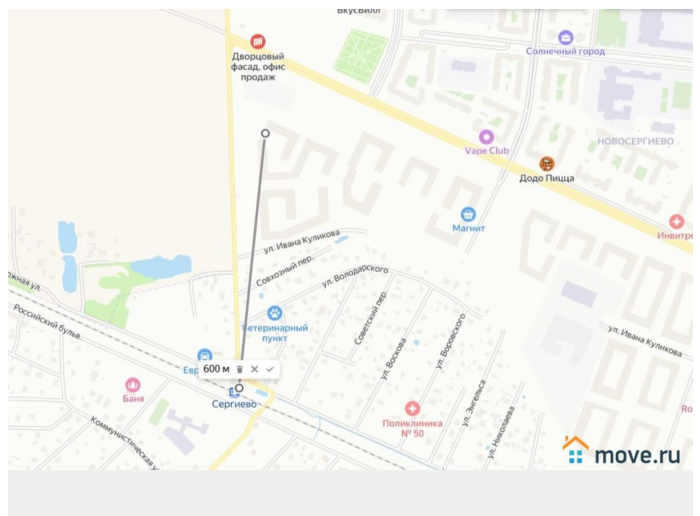 ВкусВилл
Солнечный город
Дворцовый
фасад, офис
продаж
Vape Club
НОВОСЕРГИЕВО
Додо Пицца
Магнит
Инвитро
ул. Ивана Куликова
Совхозный пер.
ул. Володарского
Российский бульв.
Ветеринарный
пункт
Советский пер.
ул. Воскова
ул. Воровского
ул. Ивана Куликова
600 м
Баня
Сергиево
ул. Энгельса
ул. Николаева
Поликлиника
№ 50
Коммунистическая у
Ro
move.ru